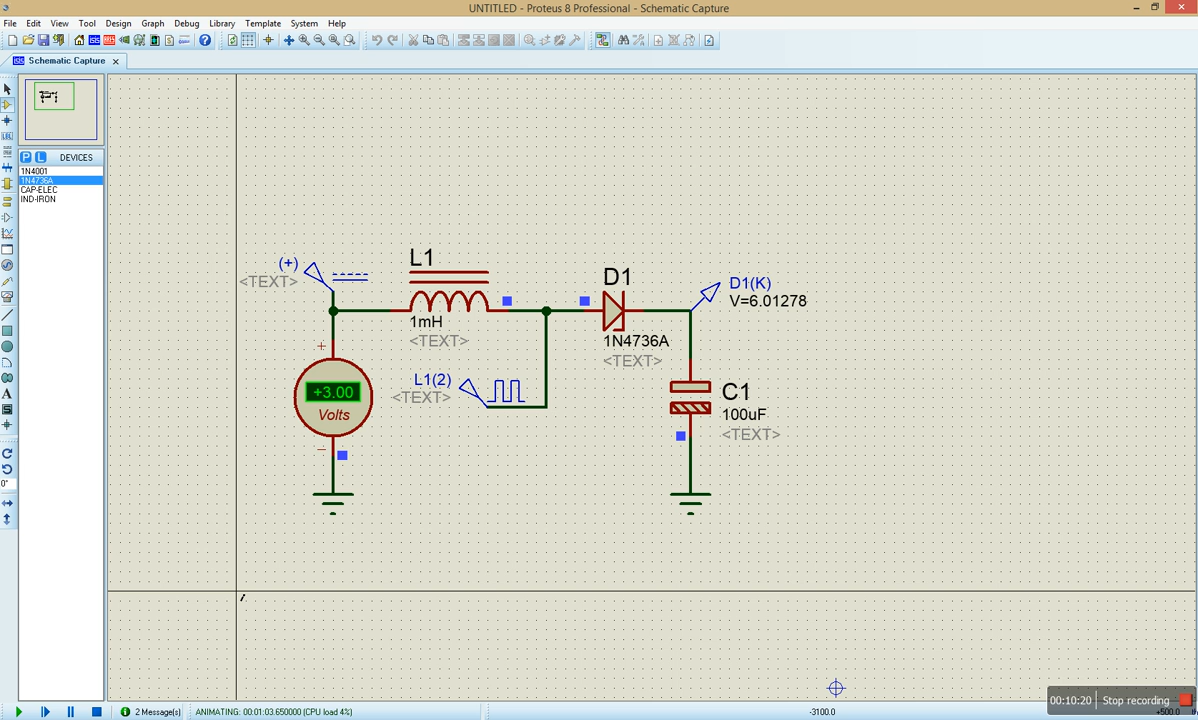 UNTITLED - Proteus 8 Professional - Schematic Capture
File Edit View Tool Design Graph Debug Library Template System Help
Schematic Capture
P L DEVICES
1N4001
1N4736A
CAP-ELEC
IND-IRON
0°
(+)
<TEXT>
L1
1mH
<TEXT>
D1
1N4736A
<TEXT>
D1(K)
V=6.01278
+
+3.00
Volts
−
L1(2)
<TEXT>
C1
100uF
<TEXT>
2 Message(s)
ANIMATING: 00:01:03.650000 (CPU load 4%)
-3100.0
+500.0
00:10:20 Stop recording